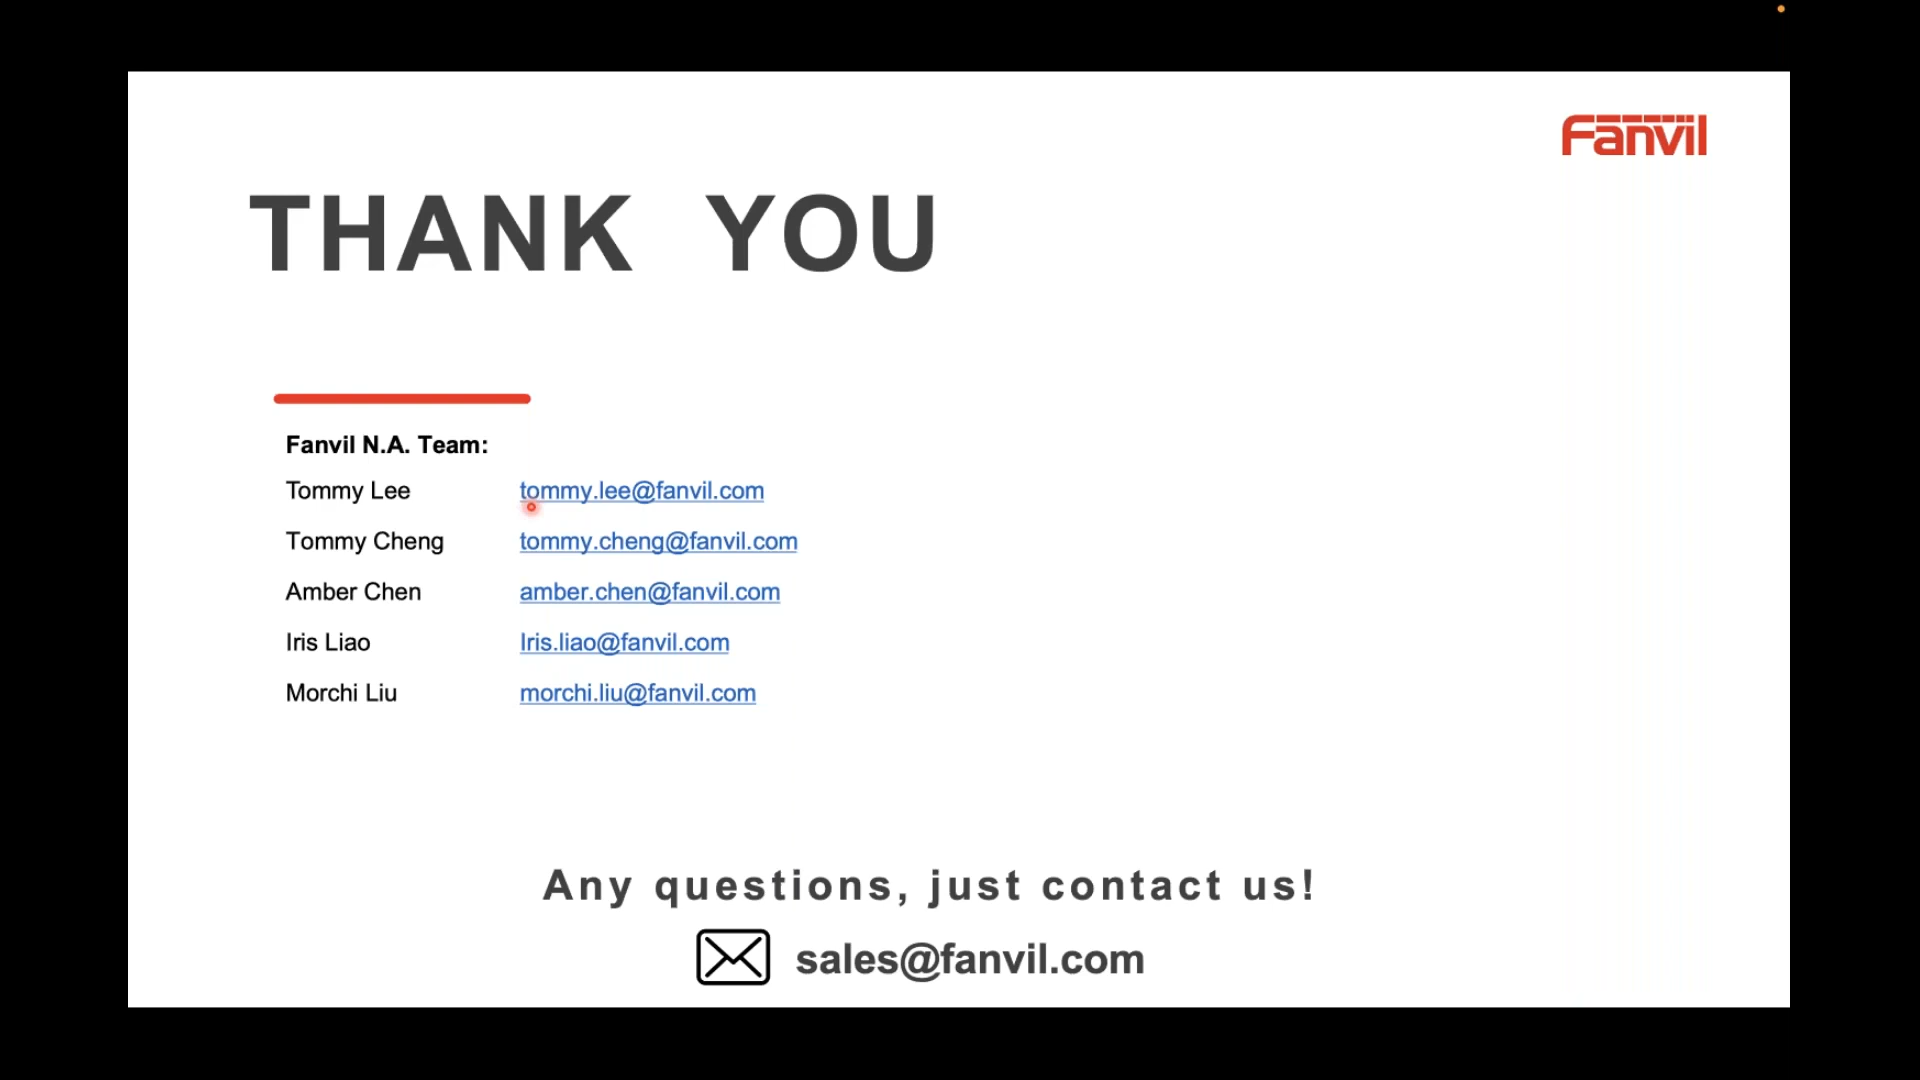 Fanvil
THANK YOU
Fanvil N.A. Team:
Tommy Lee tommy.lee@fanvil.com
Tommy Cheng tommy.cheng@fanvil.com
Amber Chen amber.chen@fanvil.com
Iris Liao Iris.liao@fanvil.com
Morchi Liu morchi.liu@fanvil.com
Any questions, just contact us!
sales@fanvil.com